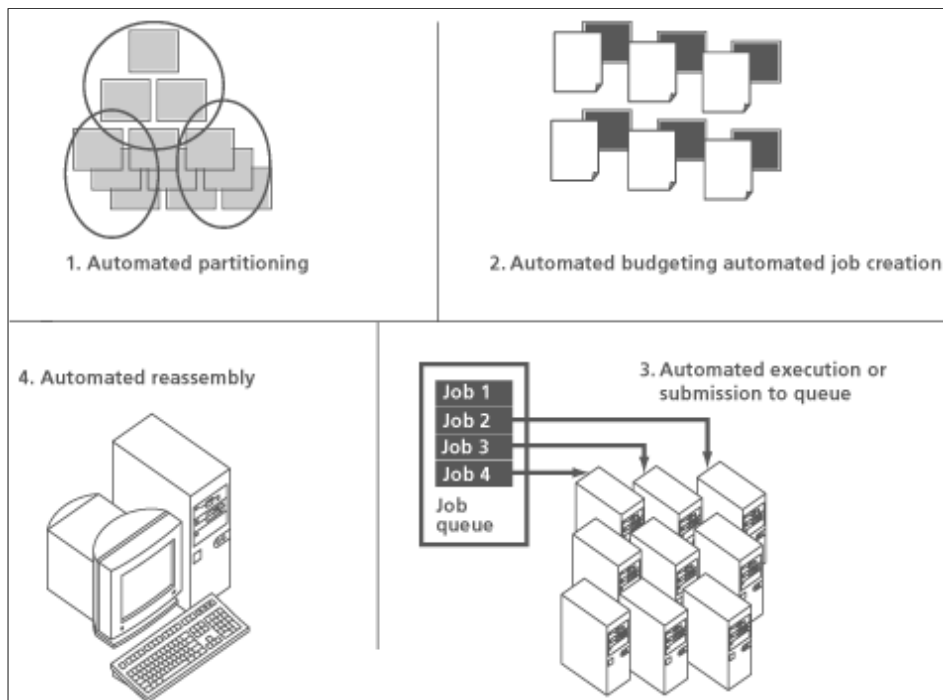 1. Automated partitioning
2. Automated budgeting automated job creation
4. Automated reassembly
3. Automated execution or
submission to queue
Job 1
Job 2
Job 3
Job 4
Job
queue